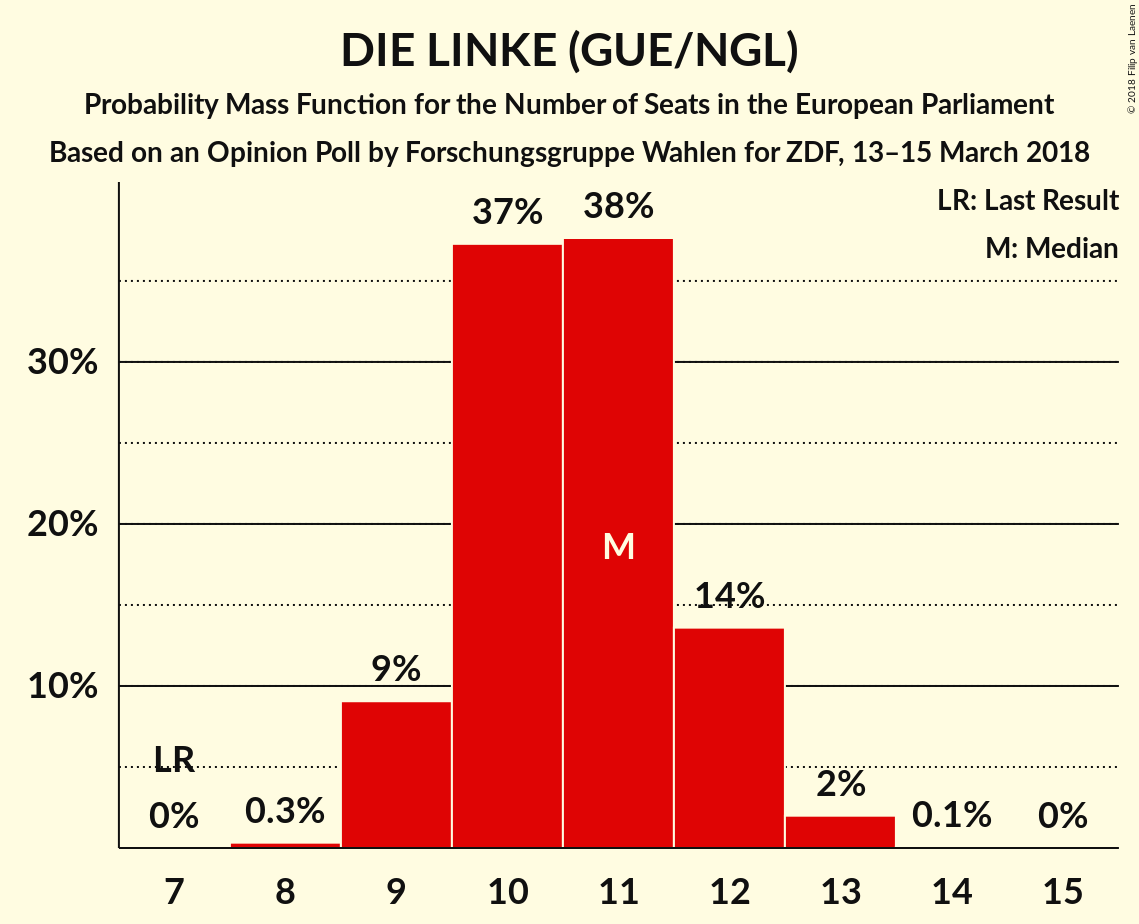 DIE LINKE (GUE/NGL)
Probability Mass Function for the Number of Seats in the European Parliament
Based on an Opinion Poll by Forschungsgruppe Wahlen for ZDF, 13–15 March 2018
© 2018 Filip van Laenen
LR: Last Result
M: Median
37%
38%
30%
20%
M
14%
9%
10%
LR
2%
0%
0.3%
0.1%
0%
7
8
9
10
11
12
13
14
15